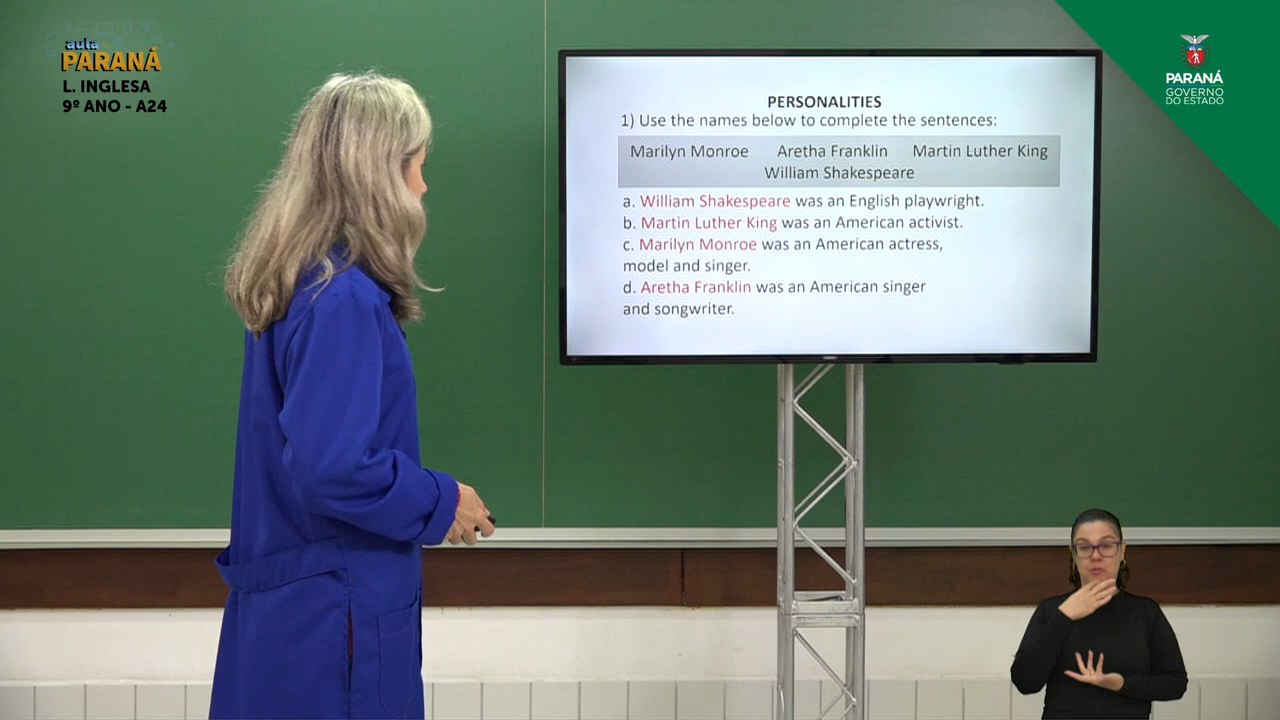 aula
PARANÁ
L. INGLESA
9º ANO - A24
PERSONALITIES
1) Use the names below to complete the sentences:
Marilyn Monroe Aretha Franklin Martin Luther King
William Shakespeare
a. William Shakespeare was an English playwright.
b. Martin Luther King was an American activist.
c. Marilyn Monroe was an American actress,
model and singer.
d. Aretha Franklin was an American singer
and songwriter.
PARANÁ
GOVERNO
DO ESTADO